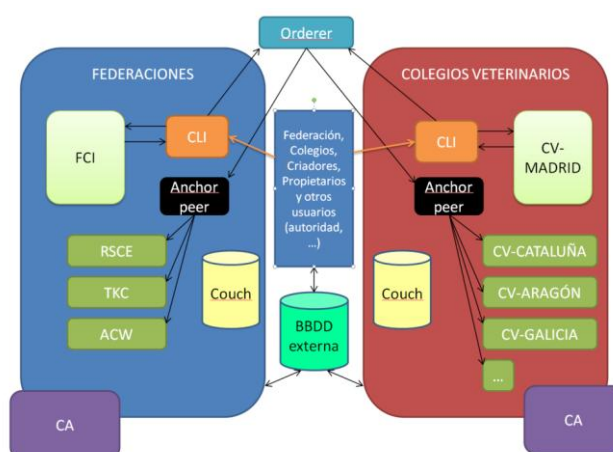 Orderer
FEDERACIONES
FCI
CLI
Anchor
peer
RSCE
TKC
ACW
Couch
CA
Federación,
Colegios,
Criadores,
Propietarios
y otros
usuarios
(autoridad,
...)
BBDD
externa
COLEGIOS VETERINARIOS
CLI
CV-
MADRID
Anchor
peer
Couch
CV-CATALUÑA
CV-ARAGÓN
CV-GALICIA
...
CA